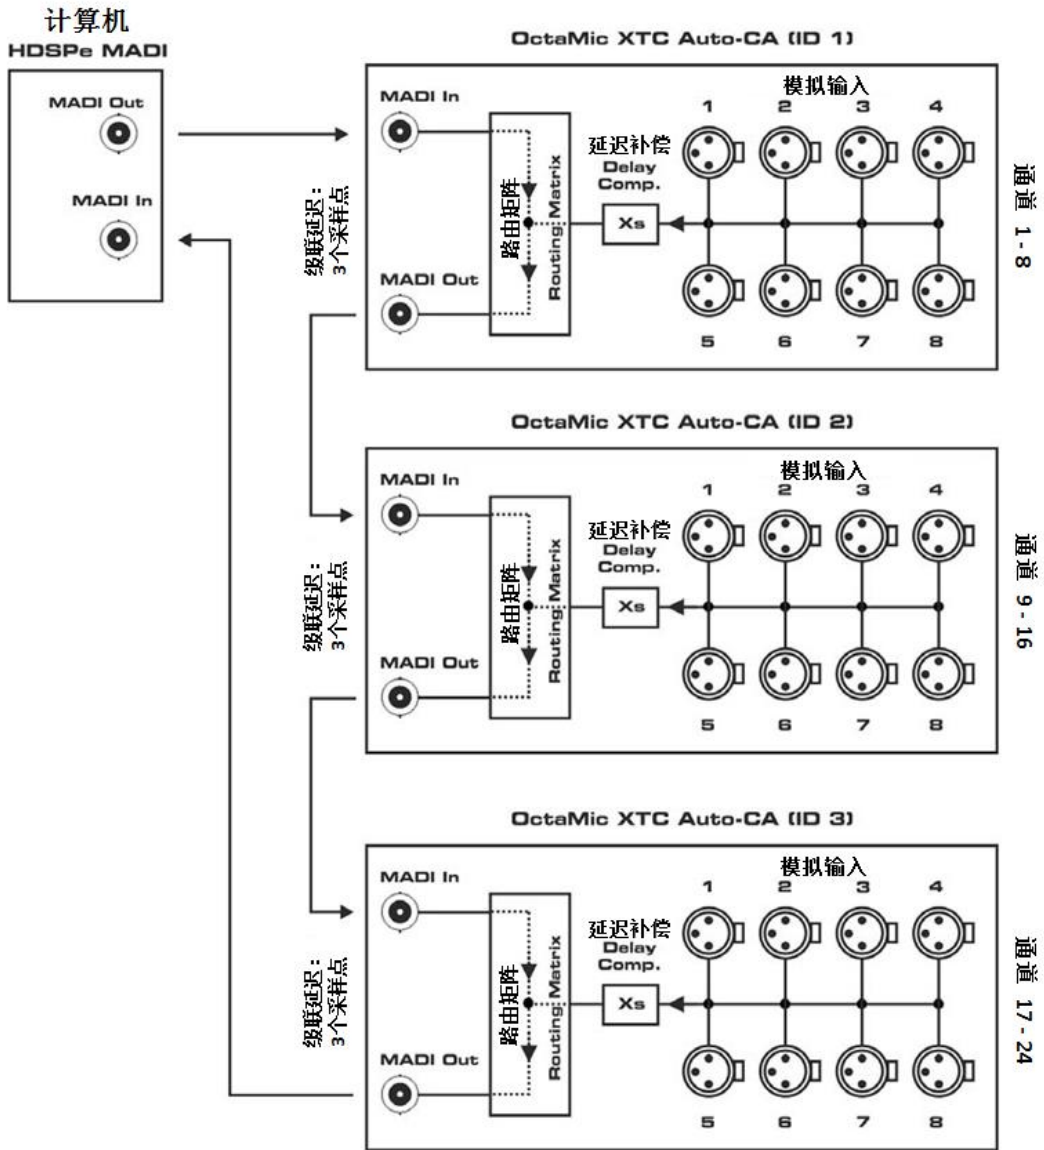 计算机
HDSPe MADI
MADI Out
MADI In
OctaMic XTC Auto-CA (ID 1)
MADI In
MADI Out
级联延迟：
3个采样点
路由矩阵
Routing Matrix
延迟补偿
Delay
Comp.
Xs
模拟输入
1 2 3 4
5 6 7 8
通道 1 - 8
OctaMic XTC Auto-CA (ID 2)
MADI In
MADI Out
级联延迟：
3个采样点
路由矩阵
Routing Matrix
延迟补偿
Delay
Comp.
Xs
模拟输入
1 2 3 4
5 6 7 8
通道 9 - 16
OctaMic XTC Auto-CA (ID 3)
MADI In
MADI Out
级联延迟：
3个采样点
路由矩阵
Routing Matrix
延迟补偿
Delay
Comp.
Xs
模拟输入
1 2 3 4
5 6 7 8
通道 17 - 24